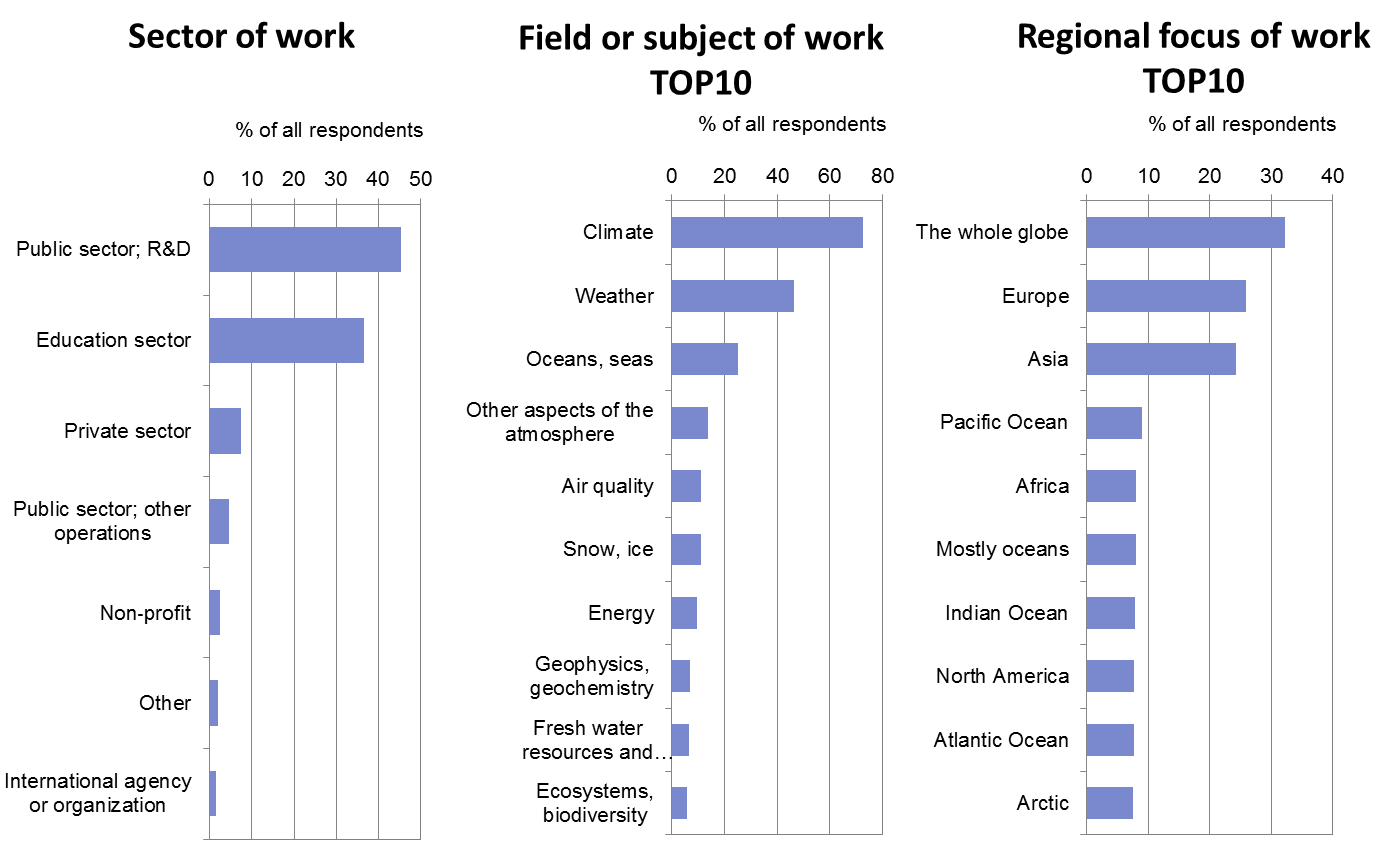 Sector of work
% of all respondents
0 10 20 30 40 50
Public sector; R&D
Education sector
Private sector
Public sector; other
operations
Non-profit
Other
International agency
or organization
Field or subject of work
TOP10
% of all respondents
0 20 40 60 80
Climate
Weather
Oceans, seas
Other aspects of the
atmosphere
Air quality
Snow, ice
Energy
Geophysics,
geochemistry
Fresh water
resources and…
Ecosystems,
biodiversity
Regional focus of work
TOP10
% of all respondents
0 10 20 30 40
The whole globe
Europe
Asia
Pacific Ocean
Africa
Mostly oceans
Indian Ocean
North America
Atlantic Ocean
Arctic